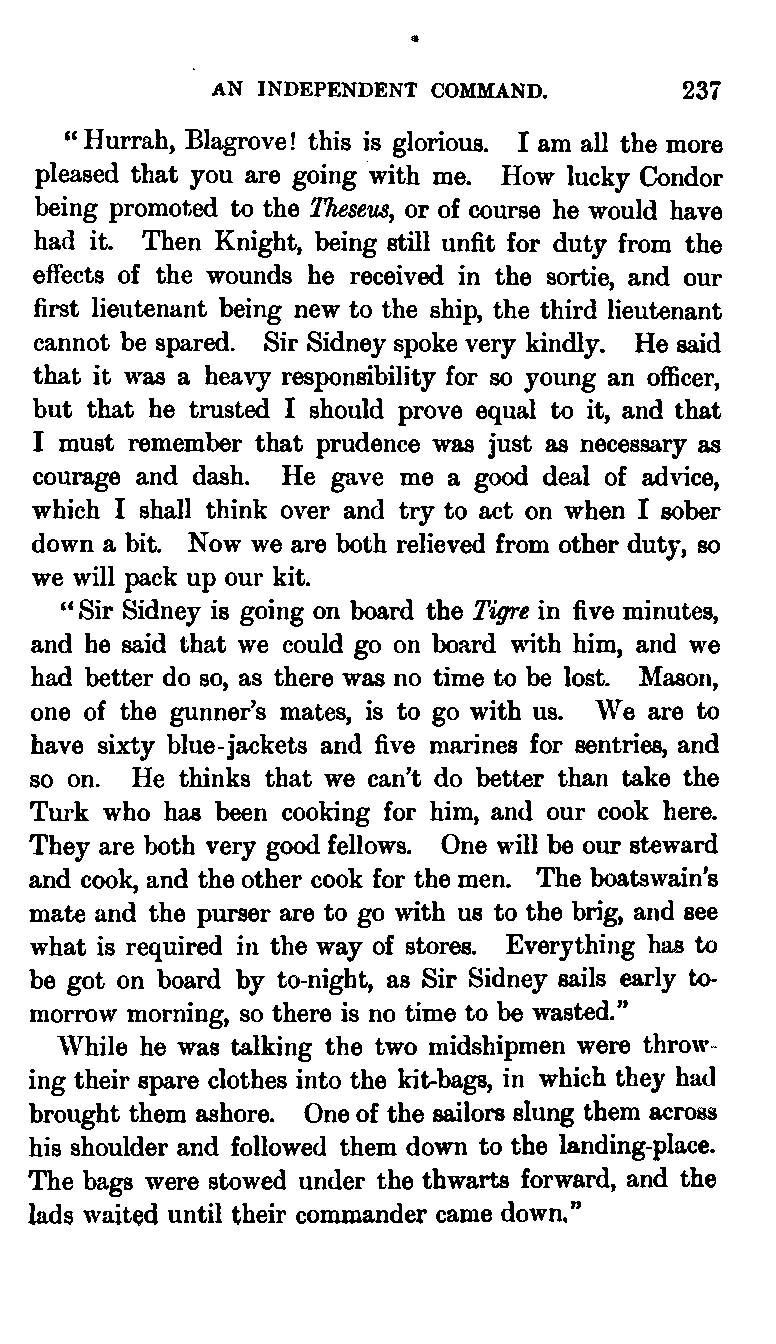 AN INDEPENDENT COMMAND. 237
"Hurrah, Blagrove! this is glorious. I am all the more
pleased that you are going with me. How lucky Condor
being promoted to the Theseus, or of course he would have
had it. Then Knight, being still unfit for duty from the
effects of the wounds he received in the sortie, and our
first lieutenant being new to the ship, the third lieutenant
cannot be spared. Sir Sidney spoke very kindly. He said
that it was a heavy responsibility for so young an officer,
but that he trusted I should prove equal to it, and that
I must remember that prudence was just as necessary as
courage and dash. He gave me a good deal of advice,
which I shall think over and try to act on when I sober
down a bit. Now we are both relieved from other duty, so
we will pack up our kit.
"Sir Sidney is going on board the Tigre in five minutes,
and he said that we could go on board with him, and we
had better do so, as there was no time to be lost. Mason,
one of the gunner's mates, is to go with us. We are to
have sixty blue-jackets and five marines for sentries, and
so on. He thinks that we can't do better than take the
Turk who has been cooking for him, and our cook here.
They are both very good fellows. One will be our steward
and cook, and the other cook for the men. The boatswain's
mate and the purser are to go with us to the brig, and see
what is required in the way of stores. Everything has to
be got on board by to-night, as Sir Sidney sails early to-
morrow morning, so there is no time to be wasted."
While he was talking the two midshipmen were throw-
ing their spare clothes into the kit-bags, in which they had
brought them ashore. One of the sailors slung them across
his shoulder and followed them down to the landing-place.
The bags were stowed under the thwarts forward, and the
lads waited until their commander came down."